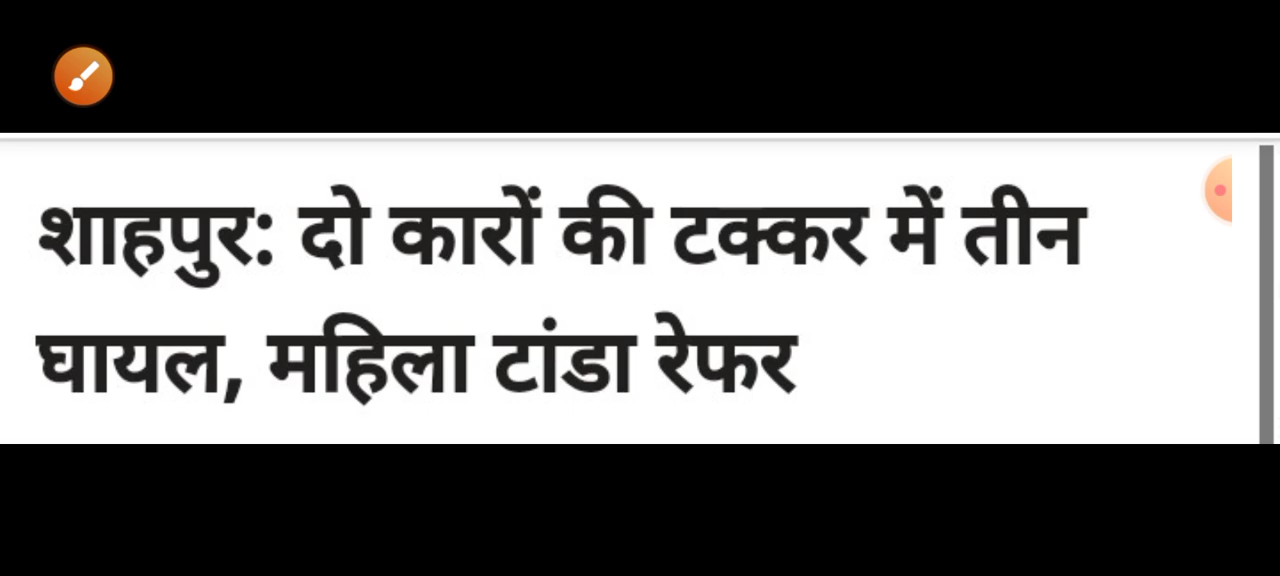 शाहपुर: दो कारों की टक्कर में तीन
घायल, महिला टांडा रेफर